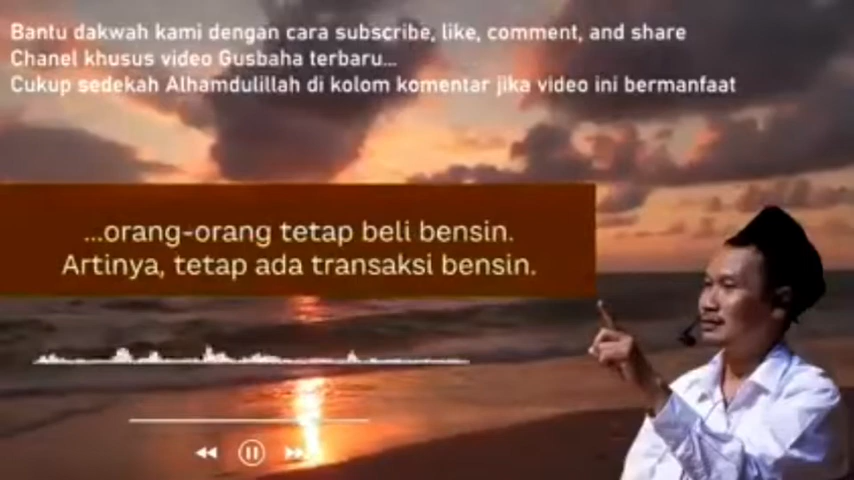 Bantu dakwah kami dengan cara subscribe, like, comment, and share
Chanel khusus video Gusbaha terbaru...
Cukup sedekah Alhamdulillah di kolom komentar jika video ini bermanfaat
...orang-orang tetap beli bensin.
Artinya, tetap ada transaksi bensin.